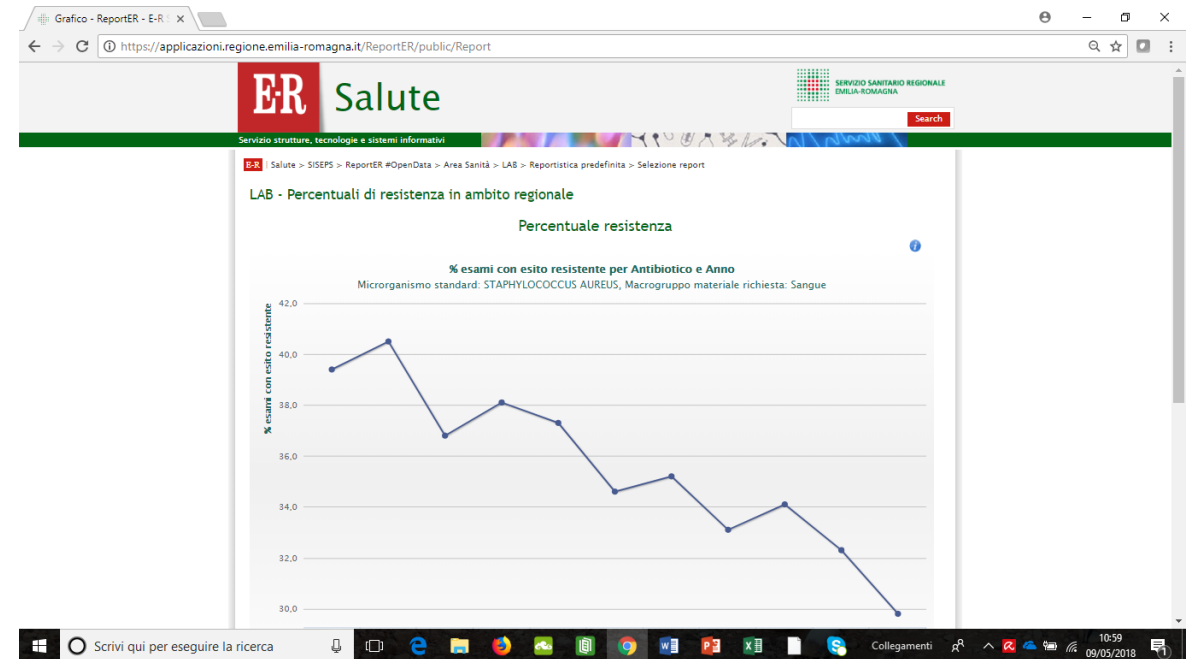 Grafico - ReportER - E-R S
https://applicazioni.regione.emilia-romagna.it/ReportER/public/Report
E·R Salute
SERVIZIO SANITARIO REGIONALE
EMILIA-ROMAGNA
Search
Servizio strutture, tecnologie e sistemi informativi
E·R | Salute > SISEPS > ReportER #OpenData > Area Sanità > LAB > Reportistica predefinita > Selezione report
LAB - Percentuali di resistenza in ambito regionale
Percentuale resistenza
% esami con esito resistente per Antibiotico e Anno
Microrganismo standard: STAPHYLOCOCCUS AUREUS, Macrogruppo materiale richiesta: Sangue
% esami con esito resistente
42,0
40,0
38,0
36,0
34,0
32,0
30,0
Scrivi qui per eseguire la ricerca
Collegamenti
10:59
09/05/2018